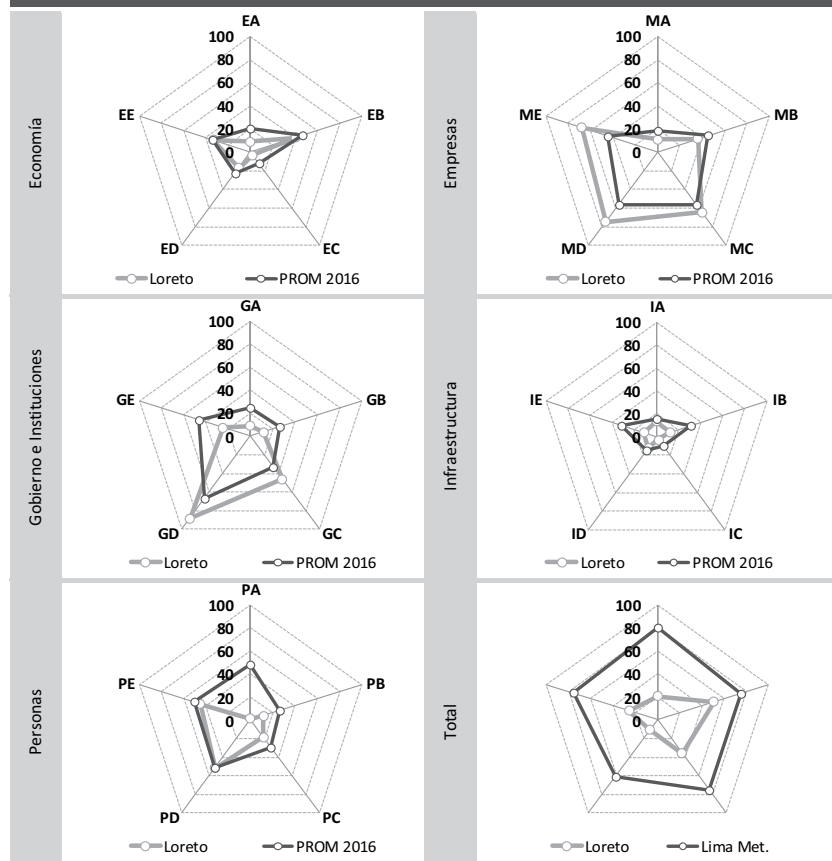 Economía
EA
100
80
60
40
20
0
EB
EC
ED
EE
Loreto
PROM 2016
Empresas
MA
100
80
60
40
20
0
MB
MC
MD
ME
Loreto
PROM 2016
Gobierno e Instituciones
GA
100
80
60
40
20
0
GB
GC
GD
GE
Loreto
PROM 2016
Infraestructura
IA
100
80
60
40
20
0
IB
IC
ID
IE
Loreto
PROM 2016
Personas
PA
100
80
60
40
20
0
PB
PC
PD
PE
Loreto
PROM 2016
Total
100
80
60
40
20
0
Loreto
Lima Met.